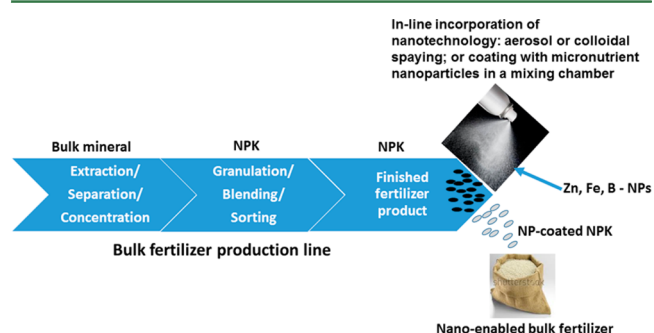 In-line incorporation of
nanotechnology: aerosol or colloidal
spaying; or coating with micronutrient
nanoparticles in a mixing chamber
Bulk mineral
NPK
NPK
Extraction/
Separation/
Concentration
Granulation/
Blending/
Sorting
Finished
fertilizer
product
Zn, Fe, B - NPs
NP-coated NPK
Bulk fertilizer production line
shutterstock
Nano-enabled bulk fertilizer